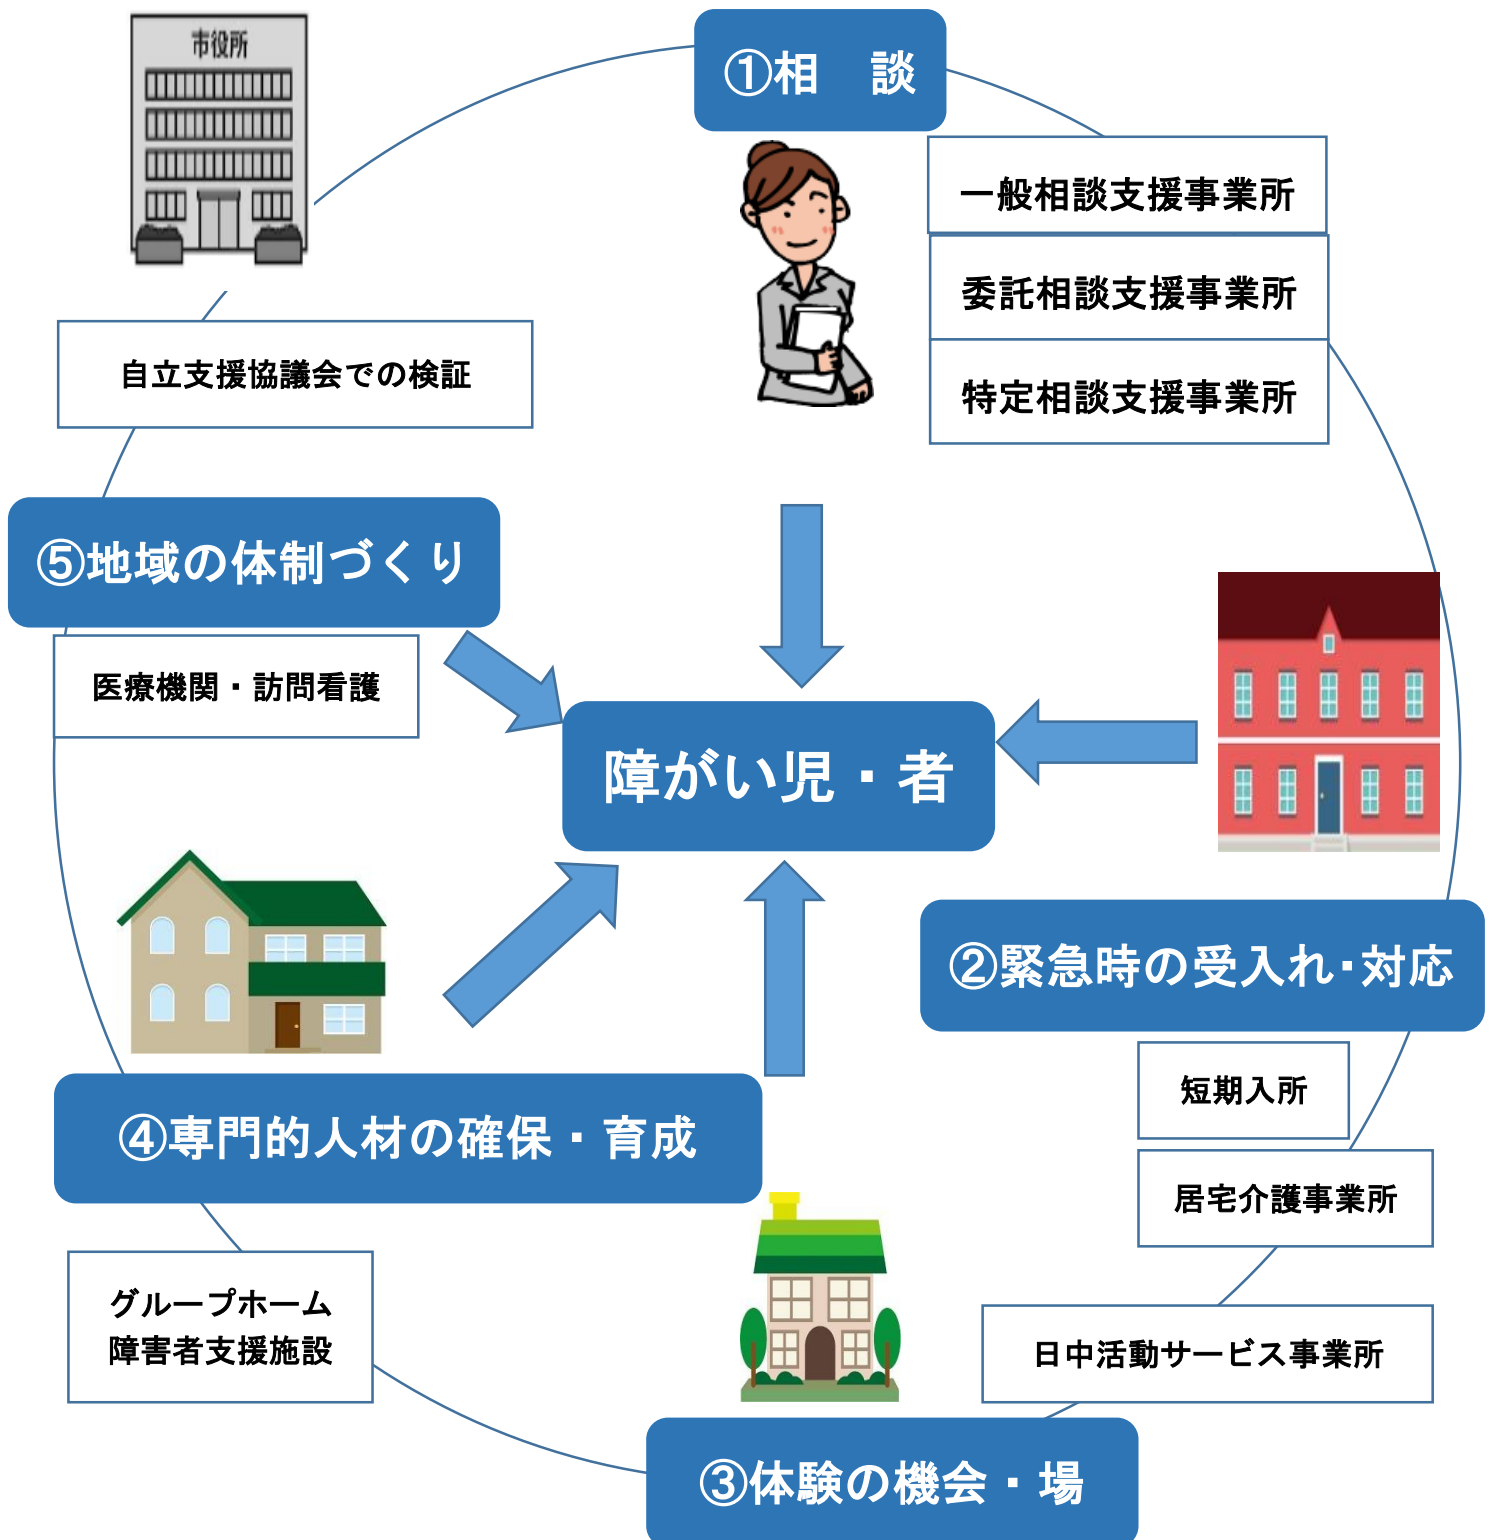 市役所
①相　談
一般相談支援事業所
委託相談支援事業所
特定相談支援事業所
自立支援協議会での検証
⑤地域の体制づくり
医療機関・訪問看護
障がい児・者
②緊急時の受入れ・対応
短期入所
居宅介護事業所
日中活動サービス事業所
④専門的人材の確保・育成
グループホーム
障害者支援施設
③体験の機会・場